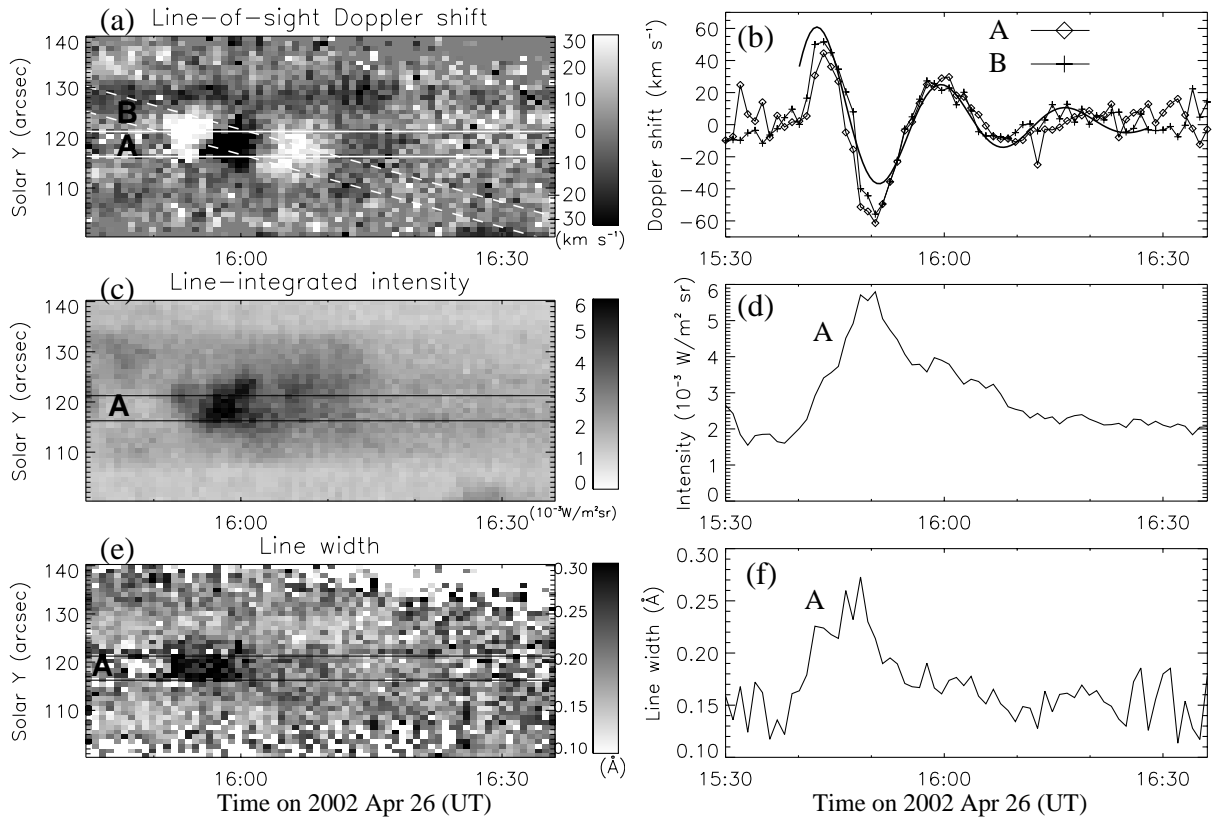 (a) Line-of-sight Doppler shift
Solar Y (arcsec)
140
130
120
110
B
A
16:00
16:30
30
20
10
0
10
20
30
(km s⁻¹)
(b)
A
B
Doppler shift (km s⁻¹)
60
40
20
0
-20
-40
-60
15:30
16:00
16:30
(c) Line-integrated intensity
Solar Y (arcsec)
140
130
120
110
A
16:00
16:30
6
5
4
3
2
1
0
(10⁻³W/m²sr)
(d)
A
Intensity (10⁻³ W/m² sr)
6
5
4
3
2
1
0
15:30
16:00
16:30
(e) Line width
Solar Y (arcsec)
140
130
120
110
A
16:00
16:30
Time on 2002 Apr 26 (UT)
0.30
0.25
0.20
0.15
0.10
(Å)
(f)
A
Line width (Å)
0.30
0.25
0.20
0.15
0.10
15:30
16:00
16:30
Time on 2002 Apr 26 (UT)